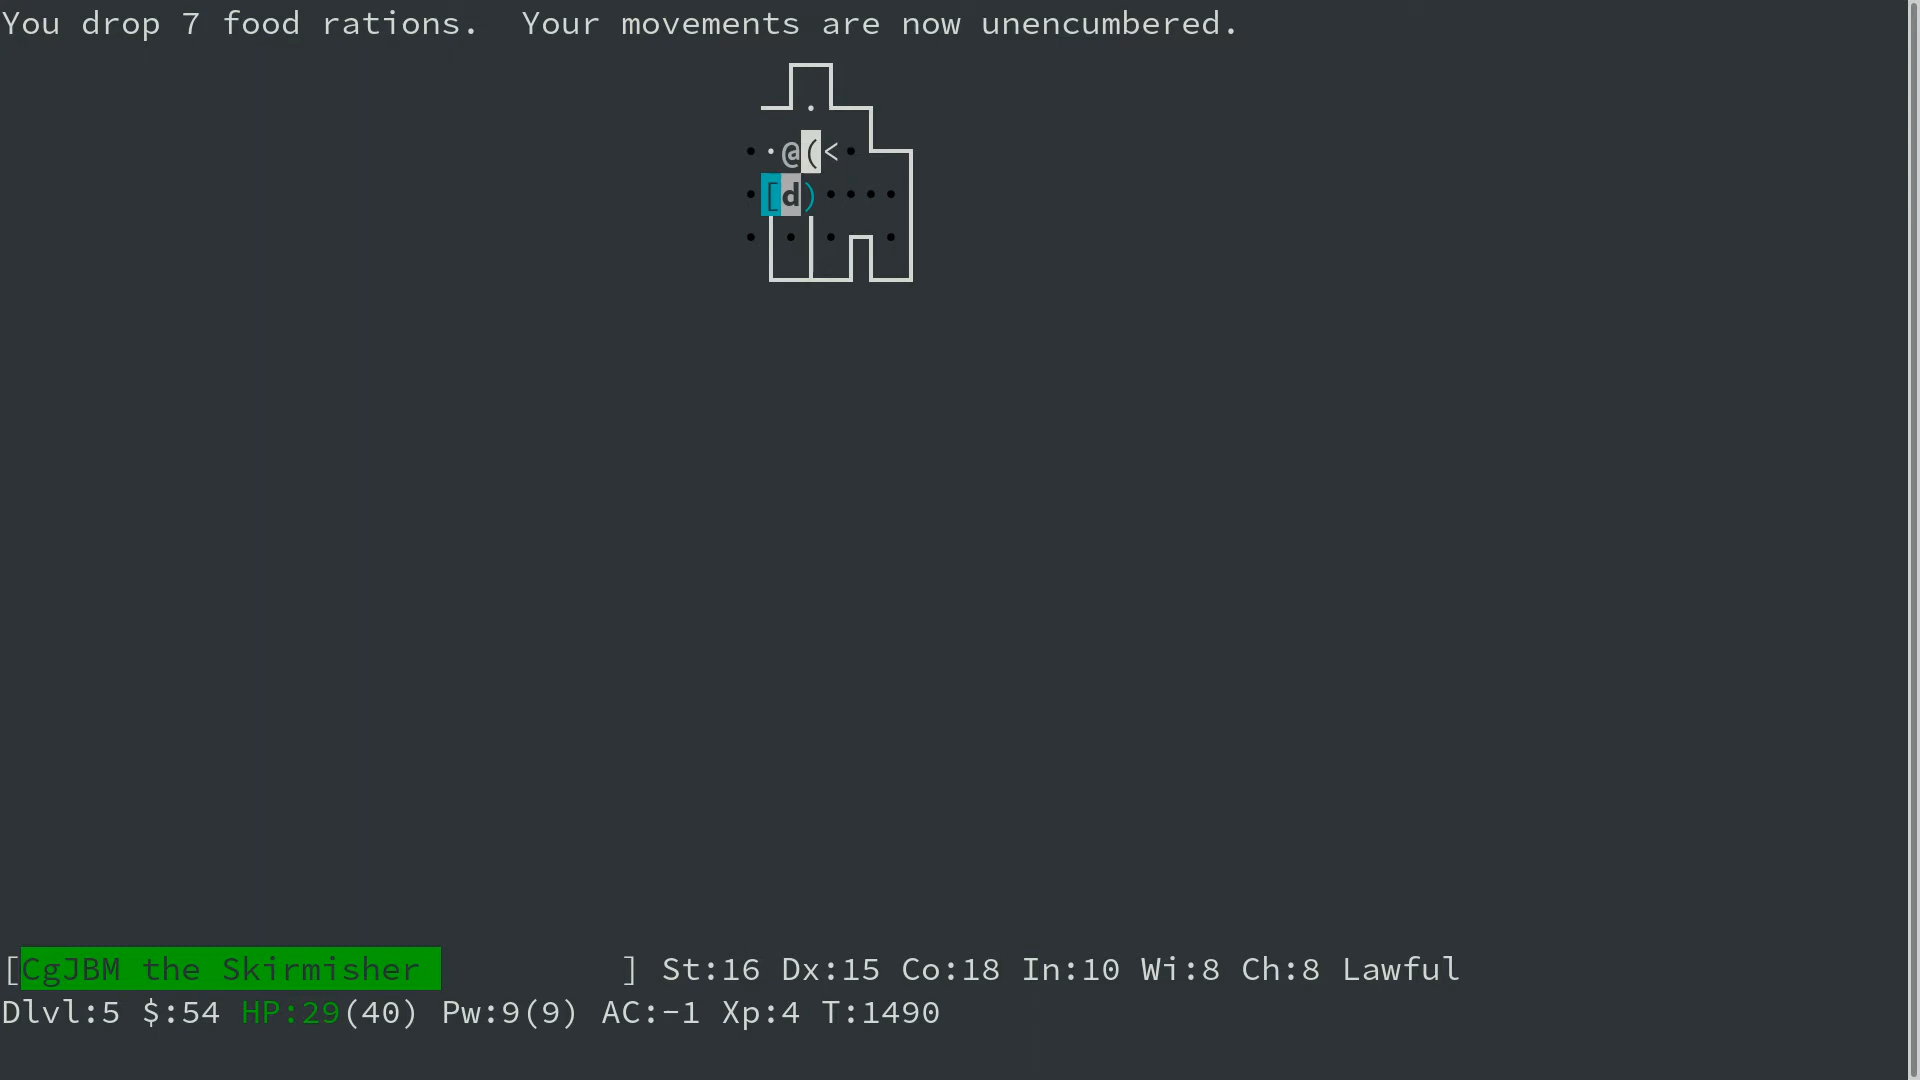 You drop 7 food rations.  Your movements are now unencumbered.
.
··@(<·
·[d)····
· · · ·
[CgJBM the Skirmisher          ] St:16 Dx:15 Co:18 In:10 Wi:8 Ch:8 Lawful
Dlvl:5 $:54 HP:29(40) Pw:9(9) AC:-1 Xp:4 T:1490